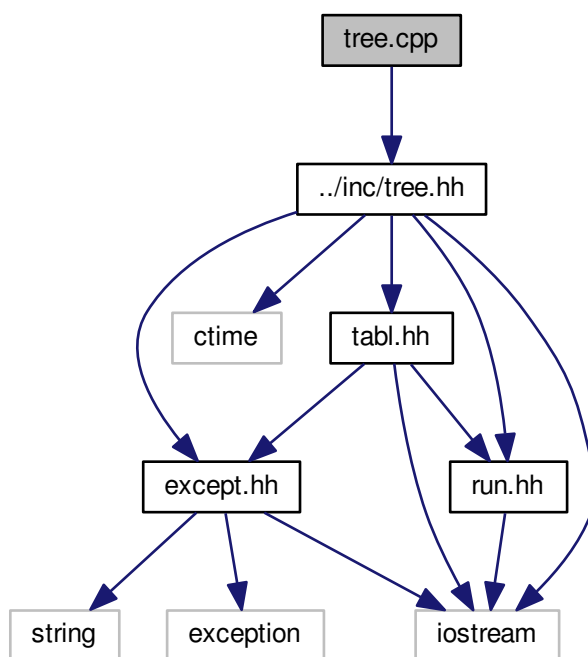 tree.cpp
../inc/tree.hh
ctime
tabl.hh
except.hh
run.hh
string
exception
iostream